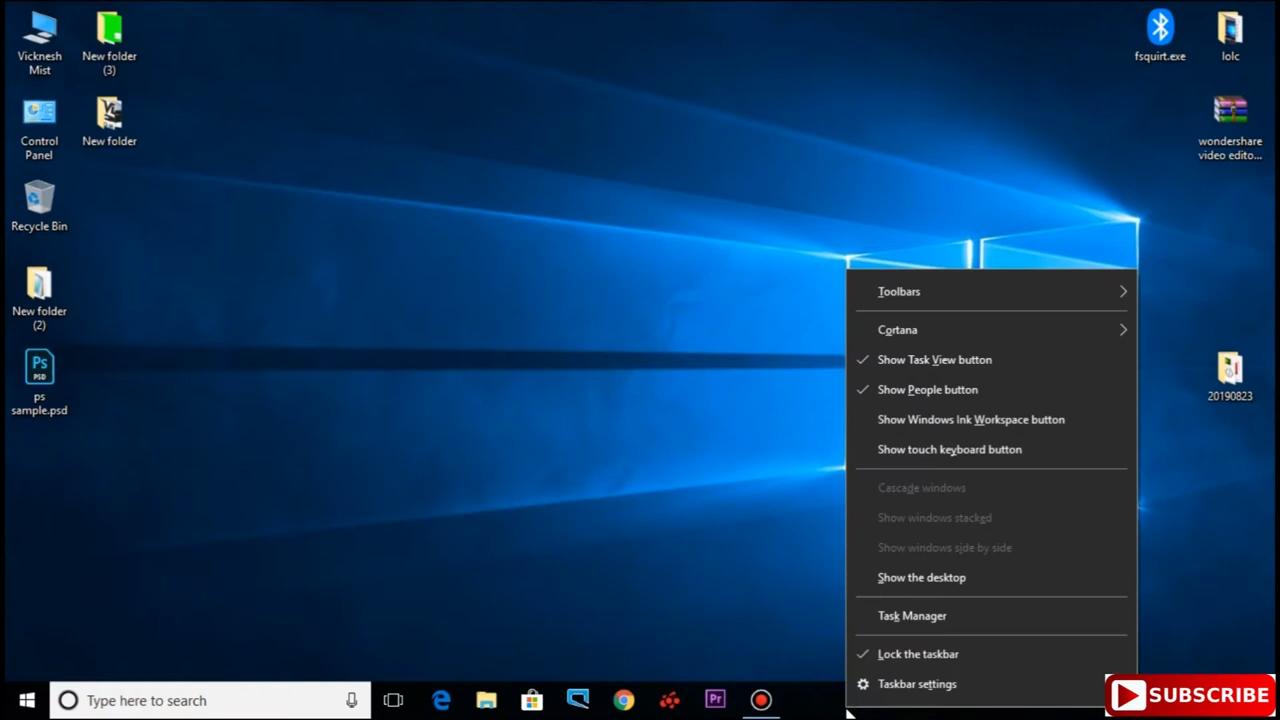 Vicknesh
Mist
New folder
(3)
fsquirt.exe
lolc
Control
Panel
New folder
wondershare
video edito...
Recycle Bin
New folder
(2)
Ps
PSD
ps
sample.psd
20190823
Toolbars
Cortana
Show Task View button
Show People button
Show Windows Ink Workspace button
Show touch keyboard button
Cascade windows
Show windows stacked
Show windows side by side
Show the desktop
Task Manager
Lock the taskbar
Taskbar settings
Type here to search
Pr
SUBSCRIBE